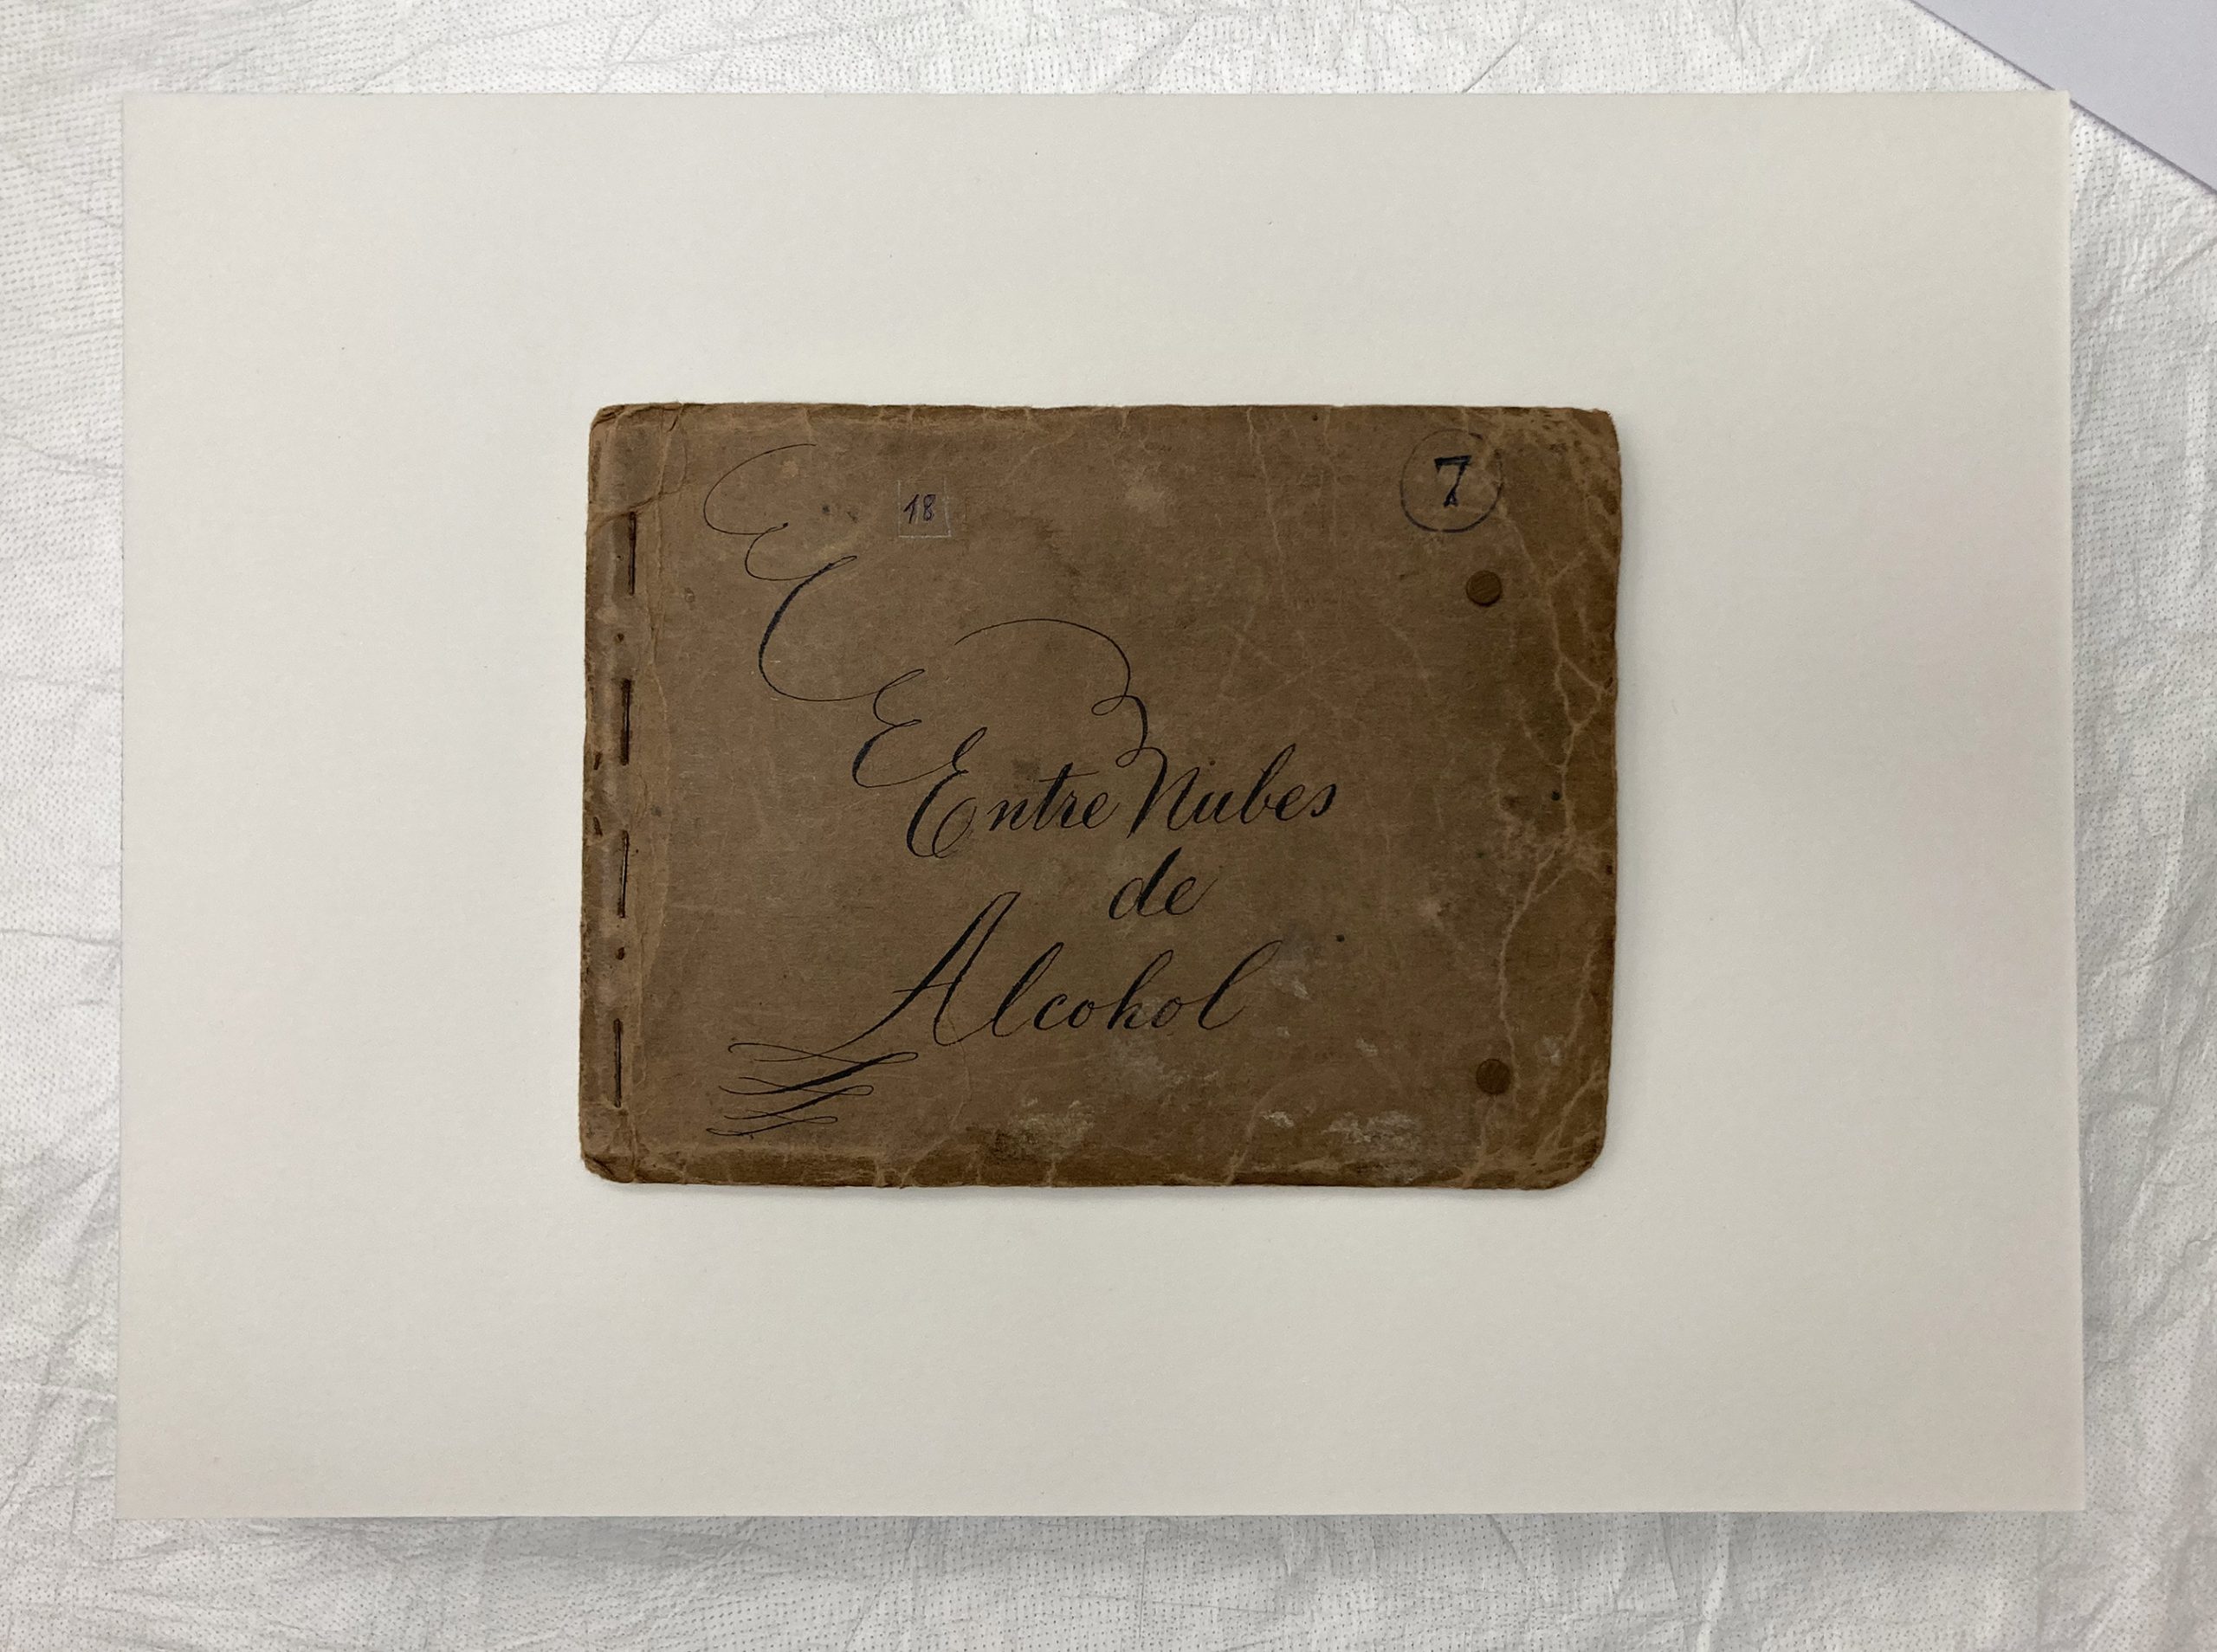 18
7
Entre Nubes
de
Alcohol